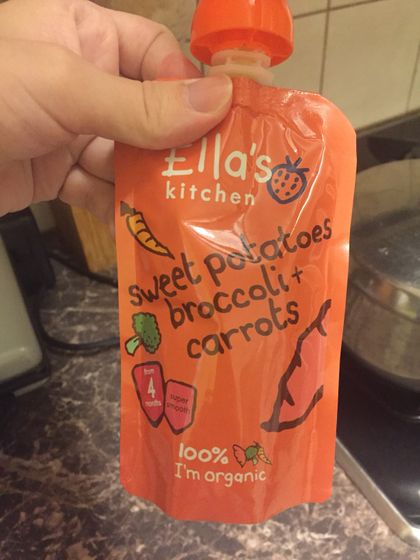 Ella's
kitchen
sweet potatoes
broccoli +
carrots
from
4
months
super
smooth
100%
I'm organic